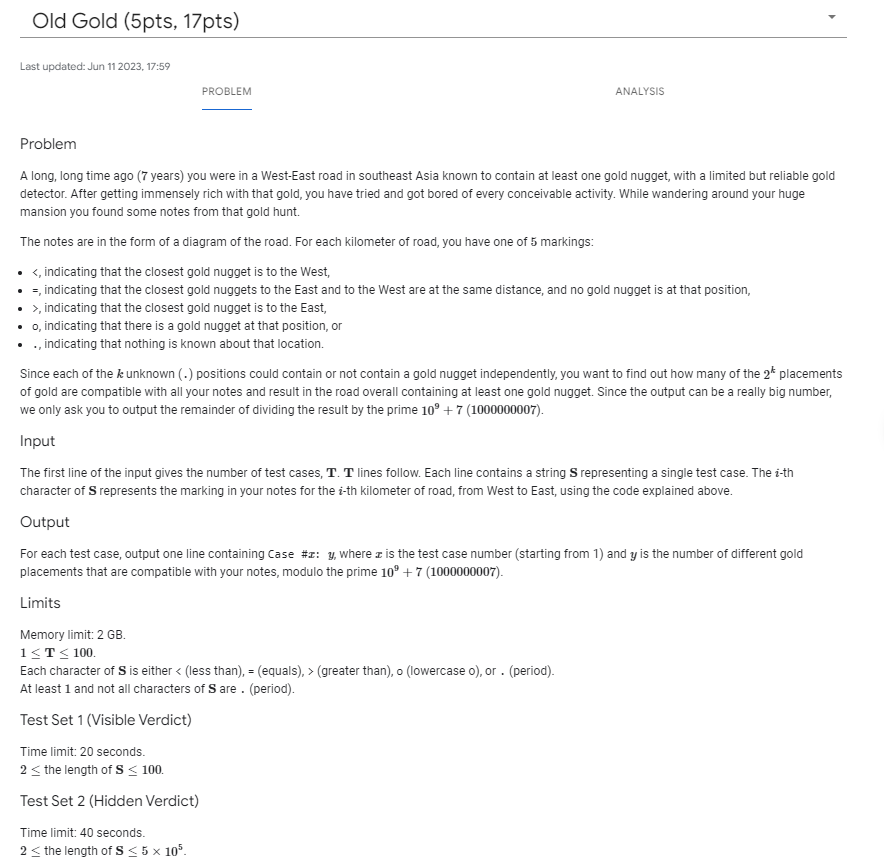 Old Gold (5pts, 17pts)
Last updated: Jun 11 2023, 17:59
PROBLEM
ANALYSIS
Problem
A long, long time ago (7 years) you were in a West-East road in southeast Asia known to contain at least one gold nugget, with a limited but reliable gold
detector. After getting immensely rich with that gold, you have tried and got bored of every conceivable activity. While wandering around your huge
mansion you found some notes from that gold hunt.
The notes are in the form of a diagram of the road. For each kilometer of road, you have one of 5 markings:
• <, indicating that the closest gold nugget is to the West,
• =, indicating that the closest gold nuggets to the East and to the West are at the same distance, and no gold nugget is at that position,
• >, indicating that the closest gold nugget is to the East,
• o, indicating that there is a gold nugget at that position, or
• ., indicating that nothing is known about that location.
Since each of the k unknown (.) positions could contain or not contain a gold nugget independently, you want to find out how many of the 2^k placements
of gold are compatible with all your notes and result in the road overall containing at least one gold nugget. Since the output can be a really big number,
we only ask you to output the remainder of dividing the result by the prime 10^9 + 7 (1000000007).
Input
The first line of the input gives the number of test cases, T. T lines follow. Each line contains a string S representing a single test case. The i-th
character of S represents the marking in your notes for the i-th kilometer of road, from West to East, using the code explained above.
Output
For each test case, output one line containing Case #x: y, where x is the test case number (starting from 1) and y is the number of different gold
placements that are compatible with your notes, modulo the prime 10^9 + 7 (1000000007).
Limits
Memory limit: 2 GB.
1 ≤ T ≤ 100.
Each character of S is either < (less than), = (equals), > (greater than), o (lowercase o), or . (period).
At least 1 and not all characters of S are . (period).
Test Set 1 (Visible Verdict)
Time limit: 20 seconds.
2 ≤ the length of S ≤ 100.
Test Set 2 (Hidden Verdict)
Time limit: 40 seconds.
2 ≤ the length of S ≤ 5 × 10^5.